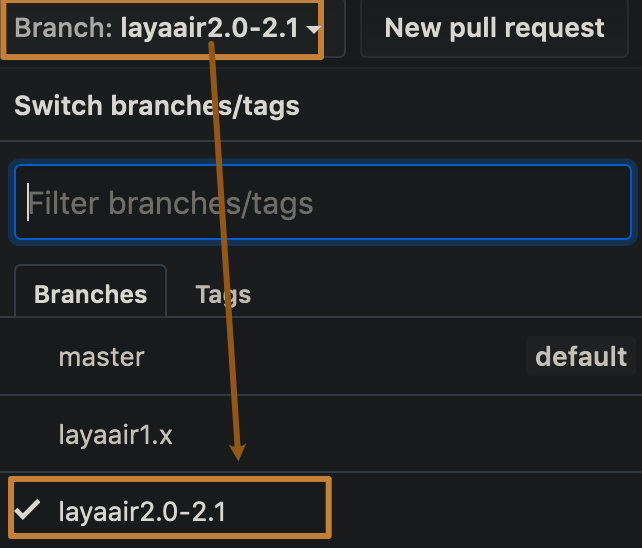 Branch: layaair2.0-2.1 New pull request
Switch branches/tags
Filter branches/tags
Branches Tags
master default
layaair1.x
layaair2.0-2.1